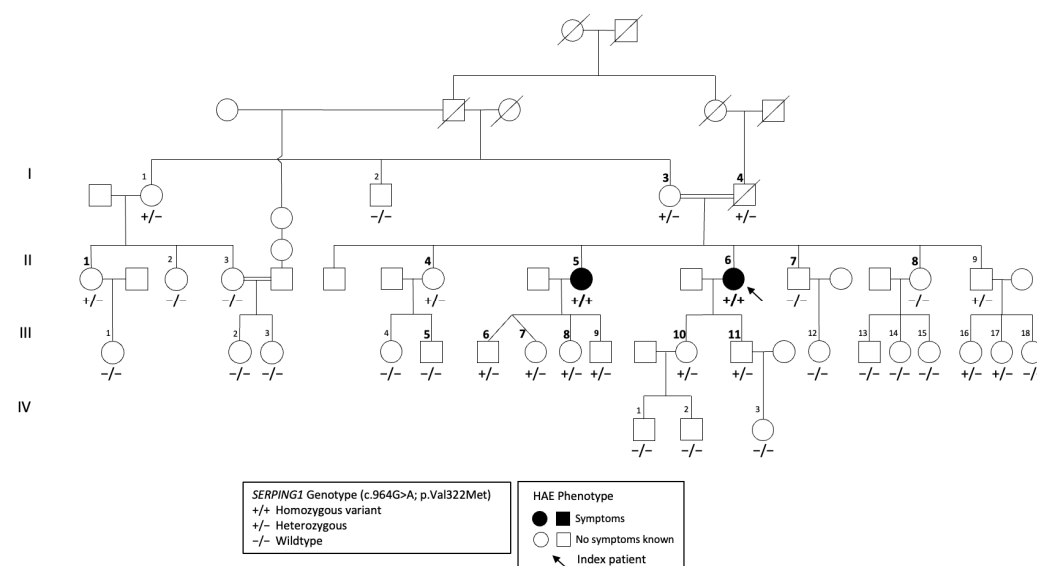 I
1 2 3 4
+/− −/− +/− +/−
II
1 2 3 4 5 6 7 8 9
+/− −/− −/− +/− +/+ +/+ −/− −/− +/−
III
1 2 3 4 5 6 7 8 9 10 11 12 13 14 15 16 17 18
−/− −/− −/− −/− −/− +/− +/− +/− +/− +/− +/− −/− −/− −/− −/− +/− +/− −/
IV
1 2 3
−/− −/− −/−
SERPING1 Genotype (c.964G>A; p.Val322Met)
+/+ Homozygous variant
+/− Heterozygous
−/− Wildtype
HAE Phenotype
Symptoms
No symptoms known
Index patient